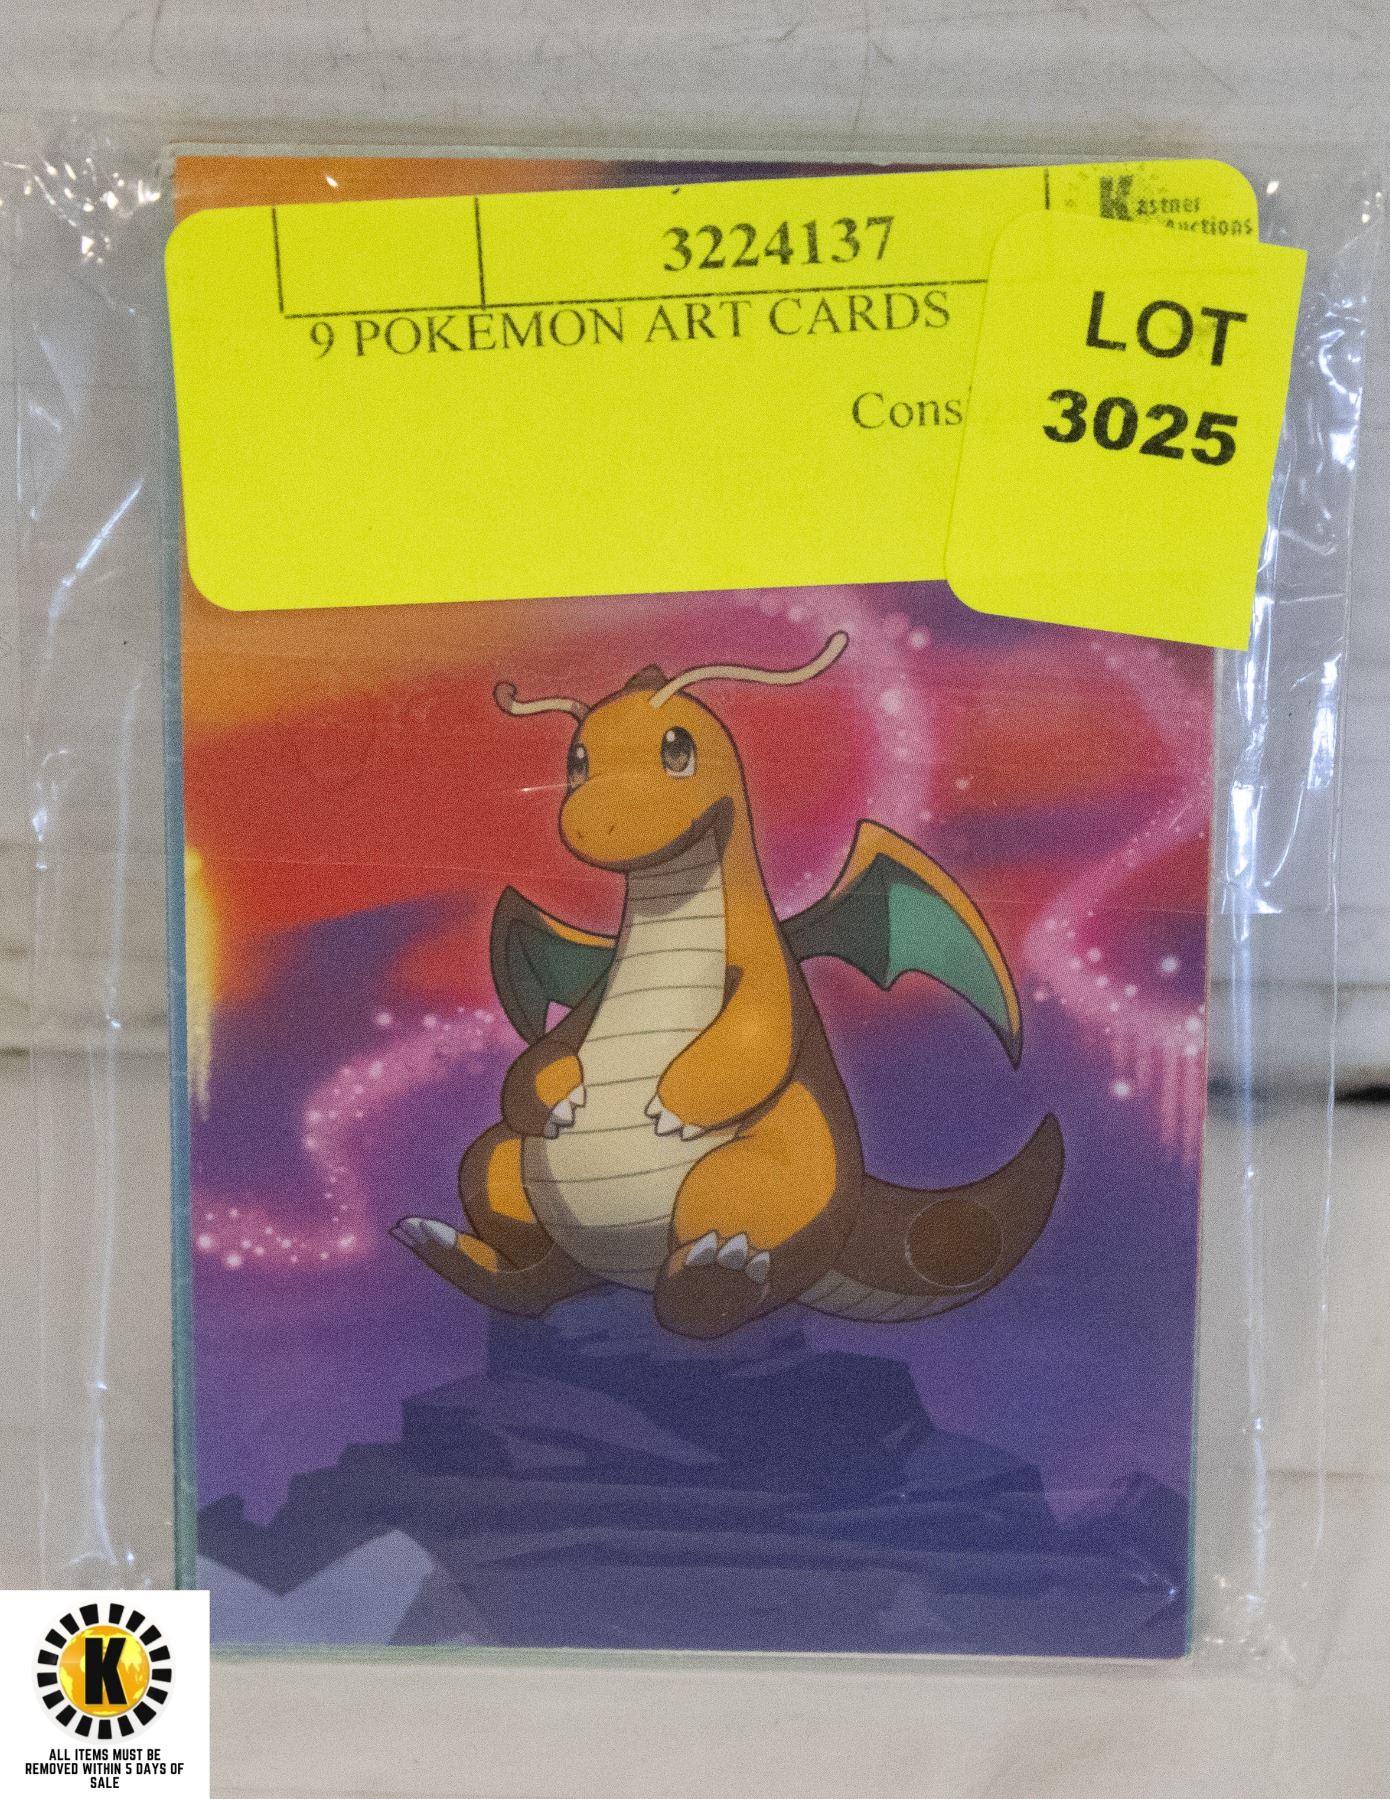 Kastner
Auctions
3224137
9 POKEMON ART CARDS
LOT
3025
Cons
K
ALL ITEMS MUST BE
REMOVED WITHIN 5 DAYS OF
SALE